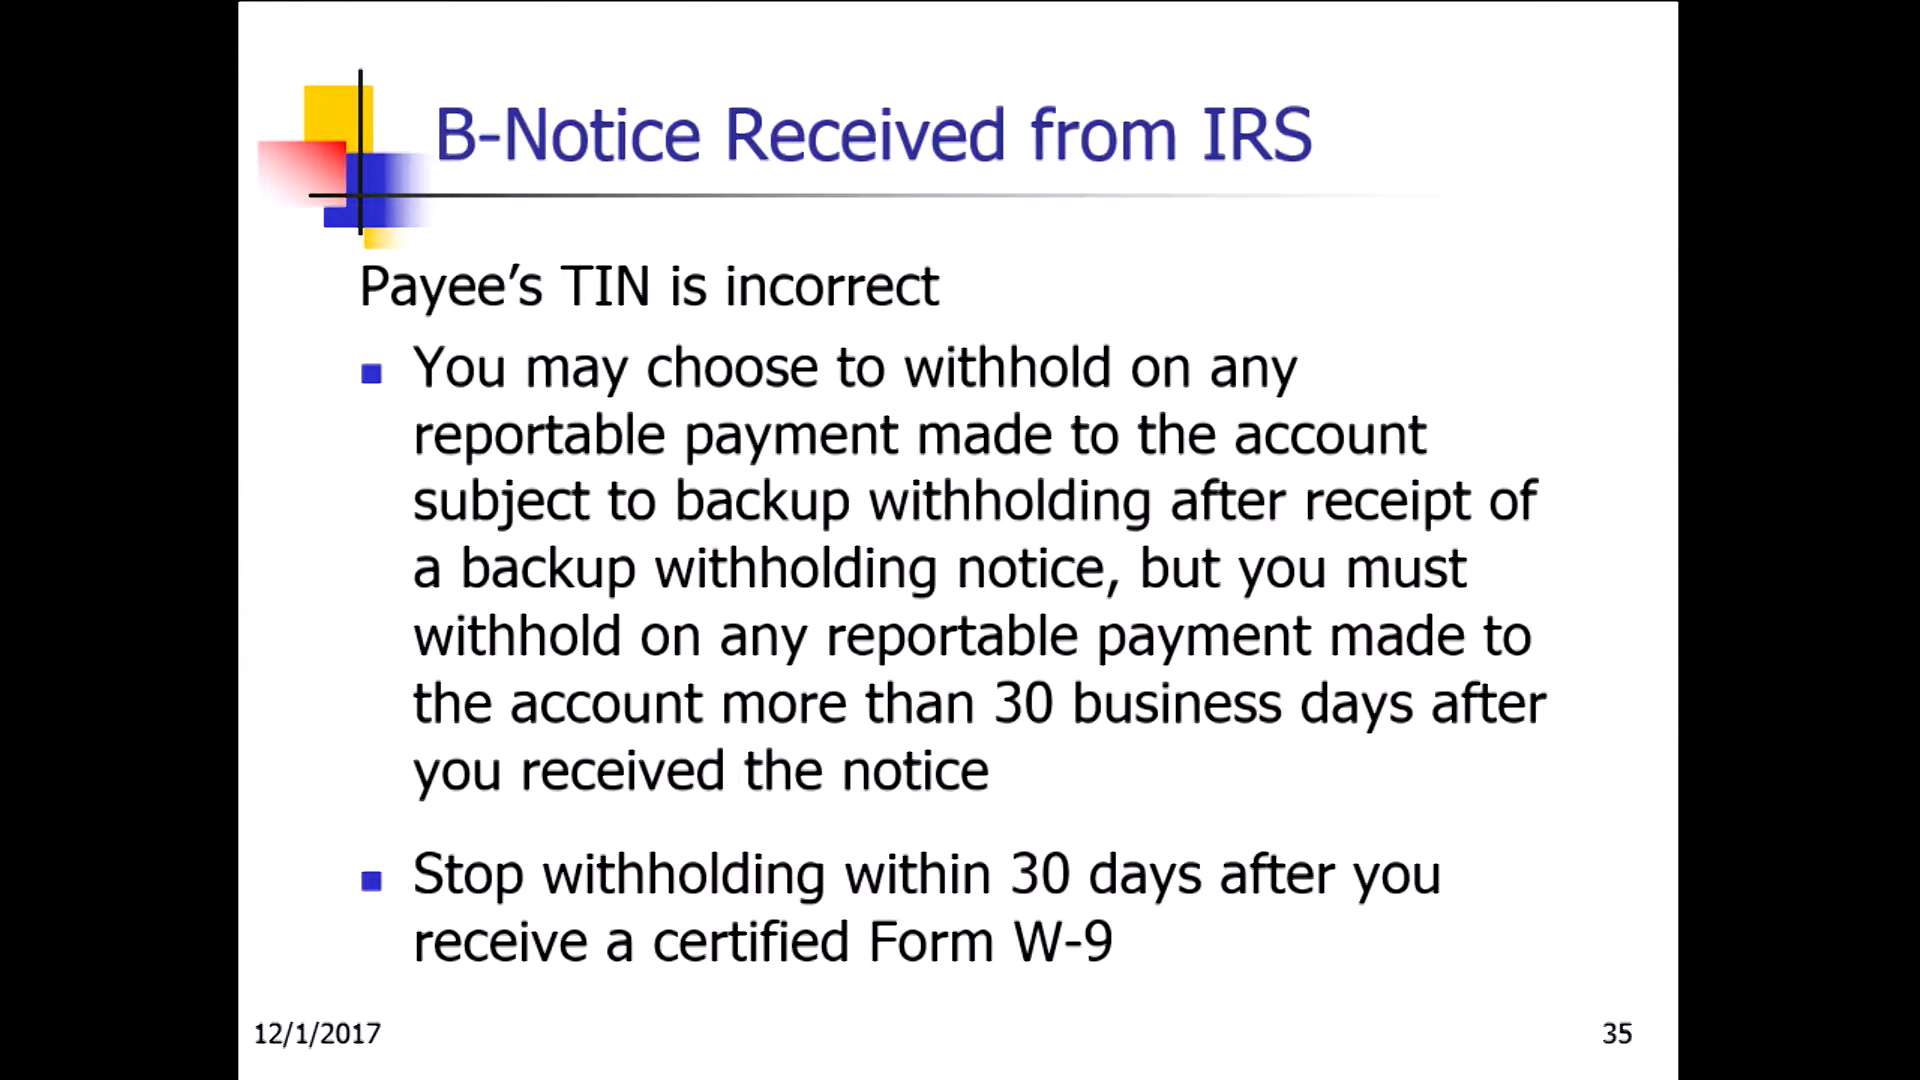 B-Notice Received from IRS
Payee’s TIN is incorrect
You may choose to withhold on any
reportable payment made to the account
subject to backup withholding after receipt of
a backup withholding notice, but you must
withhold on any reportable payment made to
the account more than 30 business days after
you received the notice
Stop withholding within 30 days after you
receive a certified Form W-9
12/1/2017
35